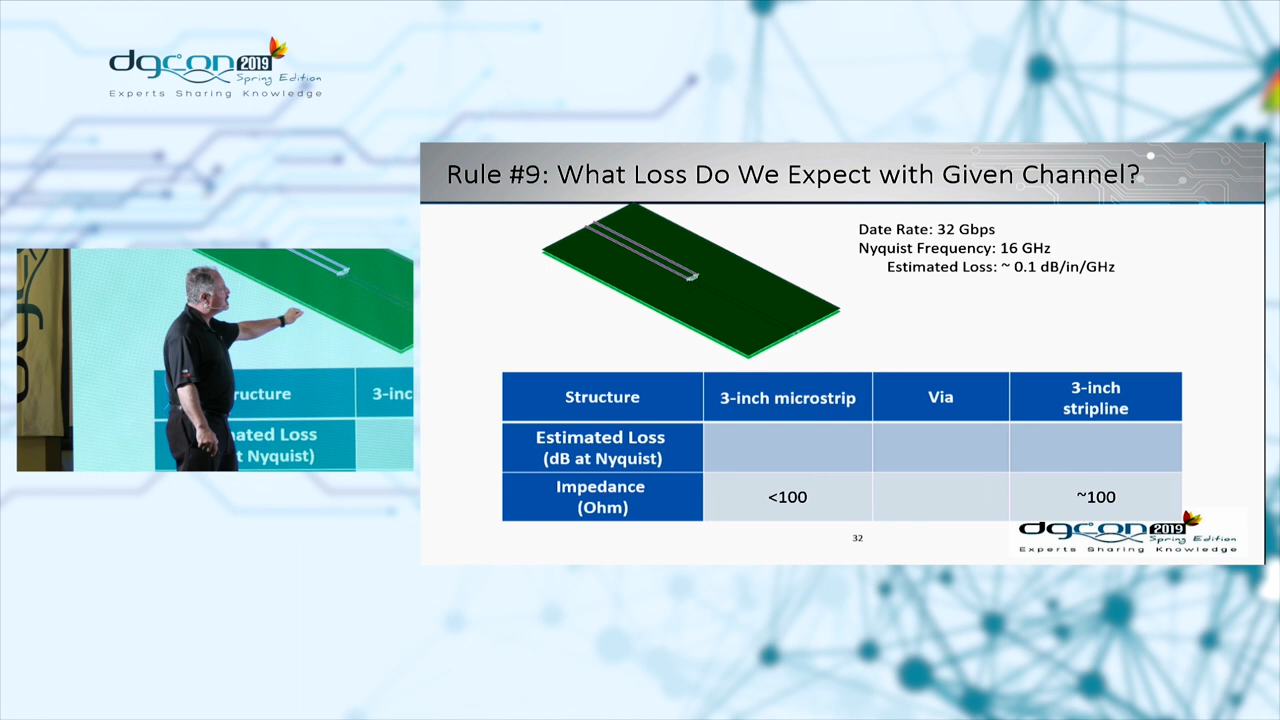 dgcon 2019
Spring Edition
Experts Sharing Knowledge
Rule #9: What Loss Do We Expect with Given Channel?
Date Rate: 32 Gbps
Nyquist Frequency: 16 GHz
Estimated Loss: ~ 0.1 dB/in/GHz
ructure
3-inc
nated Loss
at Nyquist)
Structure
3-inch microstrip
Via
3-inch
stripline
Estimated Loss
(dB at Nyquist)
Impedance
(Ohm)
<100
~100
32
dgcon 2019
Spring Edition
Experts Sharing Knowledge